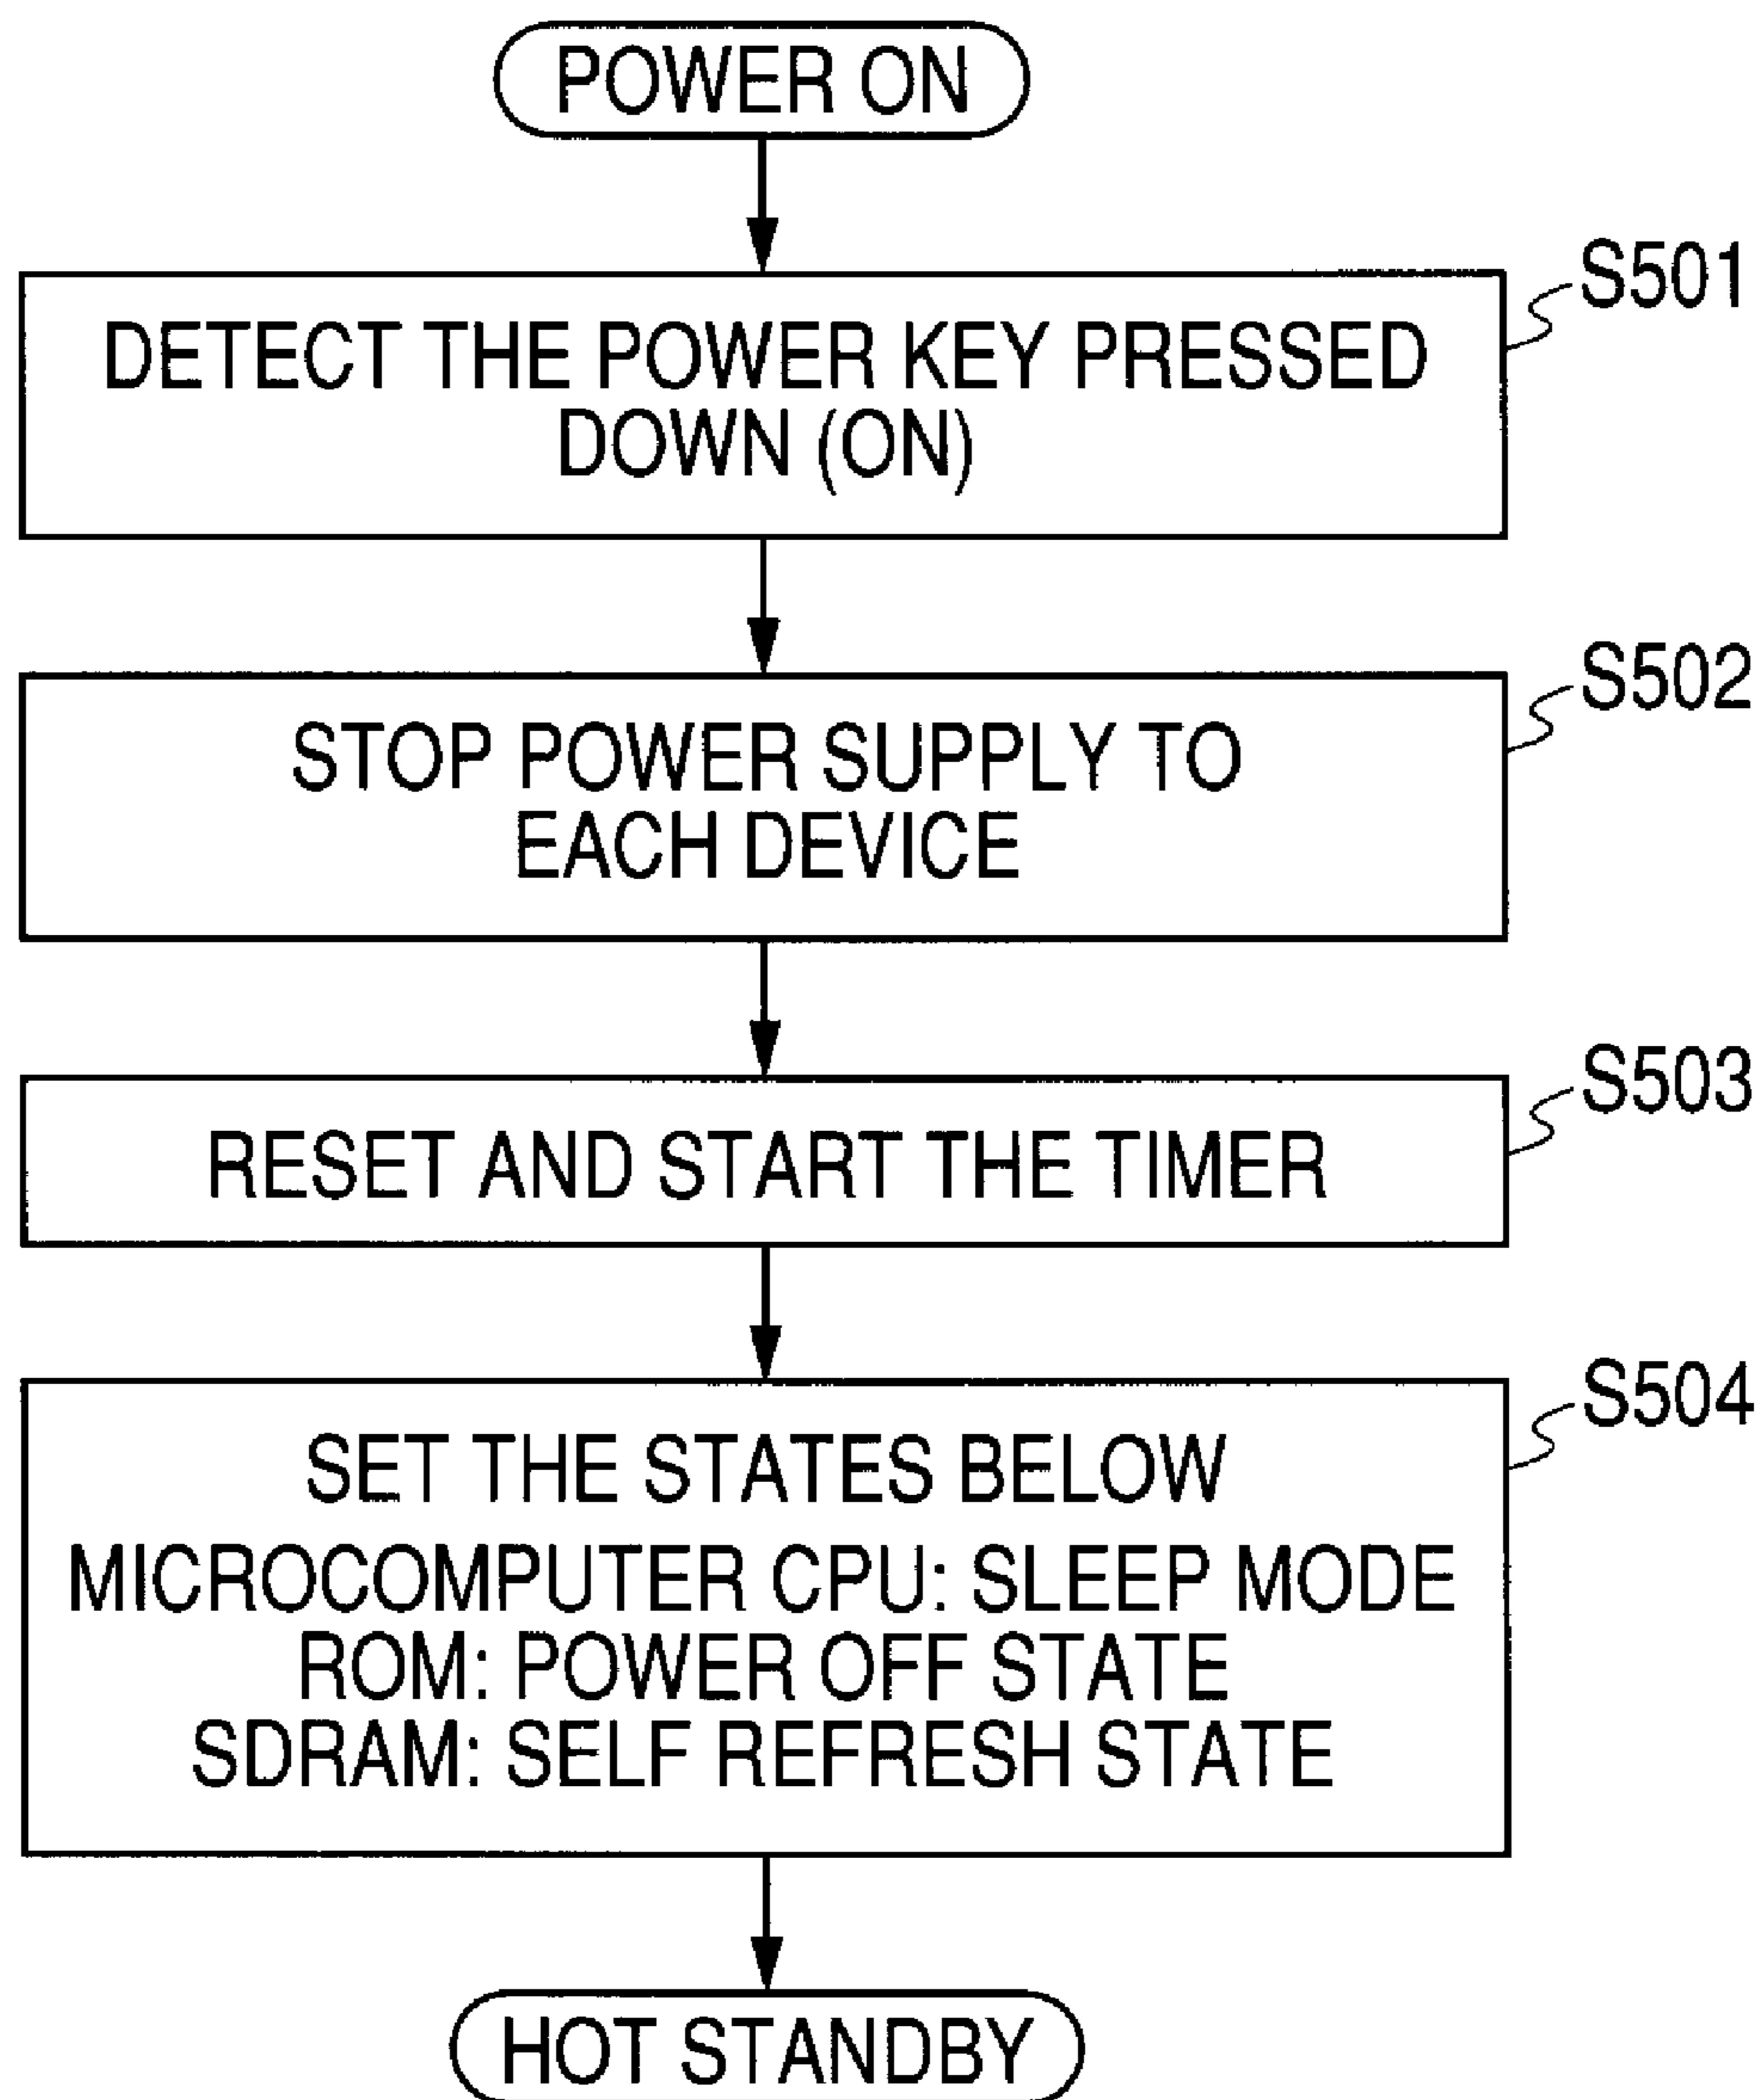 POWER ON
S501
DETECT THE POWER KEY PRESSED
DOWN (ON)
S502
STOP POWER SUPPLY TO
EACH DEVICE
S503
RESET AND START THE TIMER
S504
SET THE STATES BELOW
MICROCOMPUTER CPU: SLEEP MODE
ROM: POWER OFF STATE
SDRAM: SELF REFRESH STATE
HOT STANDBY